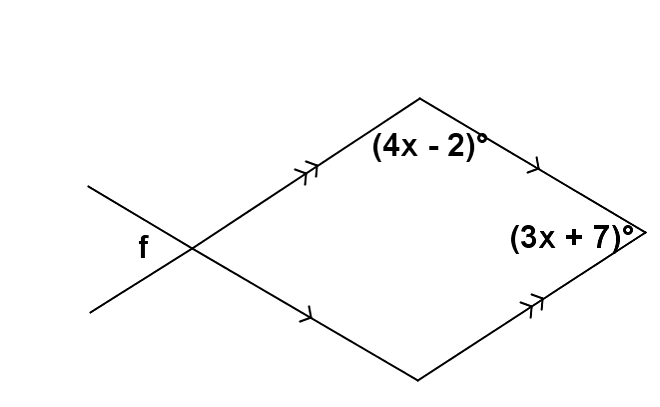 (4x - 2)°
(3x + 7)°
f